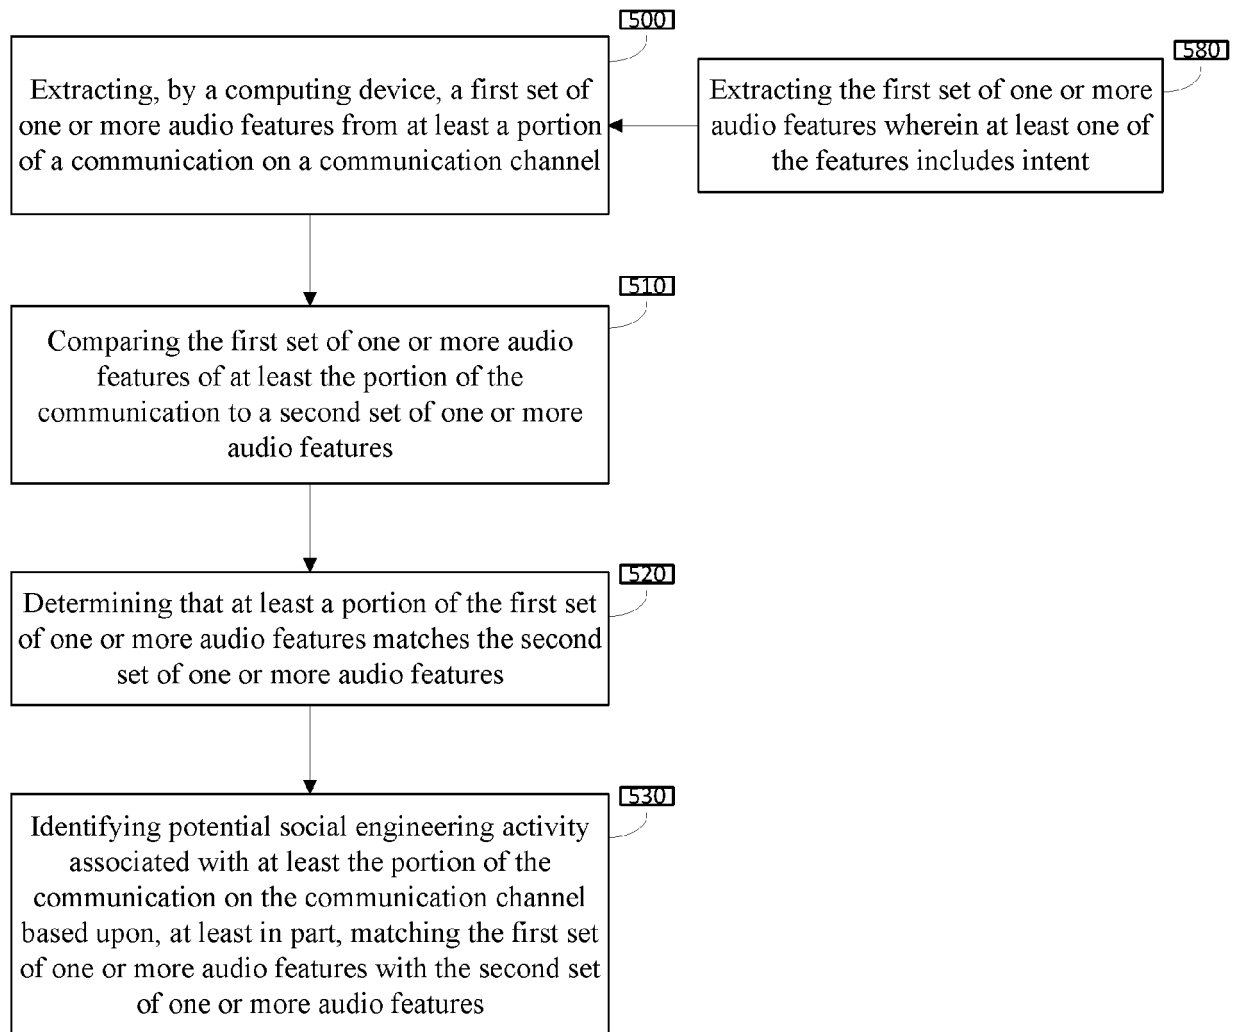 500
Extracting, by a computing device, a first set of
one or more audio features from at least a portion
of a communication on a communication channel
580
Extracting the first set of one or more
audio features wherein at least one of
the features includes intent
510
Comparing the first set of one or more audio
features of at least the portion of the
communication to a second set of one or more
audio features
520
Determining that at least a portion of the first set
of one or more audio features matches the second
set of one or more audio features
530
Identifying potential social engineering activity
associated with at least the portion of the
communication on the communication channel
based upon, at least in part, matching the first set
of one or more audio features with the second set
of one or more audio features